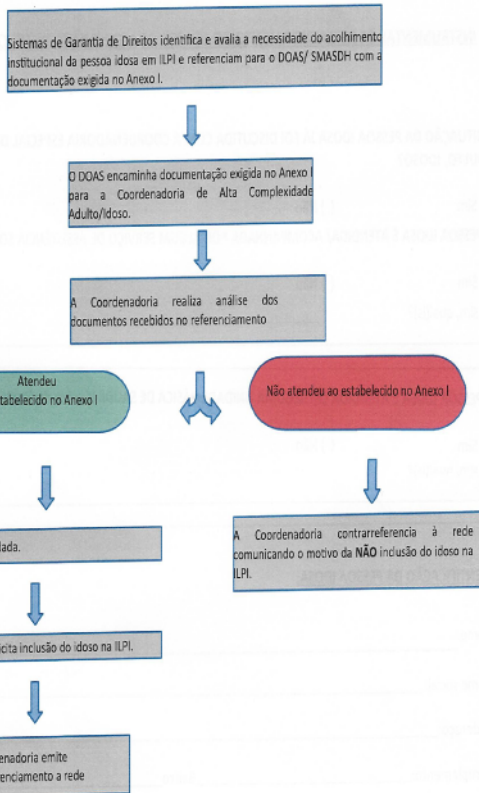 Sistemas de Garantia de Direitos identifica e avalia a necessidade do acolhimento
institucional da pessoa idosa em ILPI e referenciam para o DOAS/ SMASDH com a
documentação exigida no Anexo I.
O DOAS encaminha documentação exigida no Anexo I
para a Coordenadoria de Alta Complexidade
Adulto/Idoso.
A Coordenadoria realiza análise dos
documentos recebidos no referenciamento
Atendeu
tabelecido no Anexo I
Não atendeu ao estabelecido no Anexo I
lada.
A Coordenadoria contrarreferencia à rede
comunicando o motivo da NÃO inclusão do idoso na
ILPI.
icita inclusão do idoso na ILPI.
enadoria emite
enciamento a rede